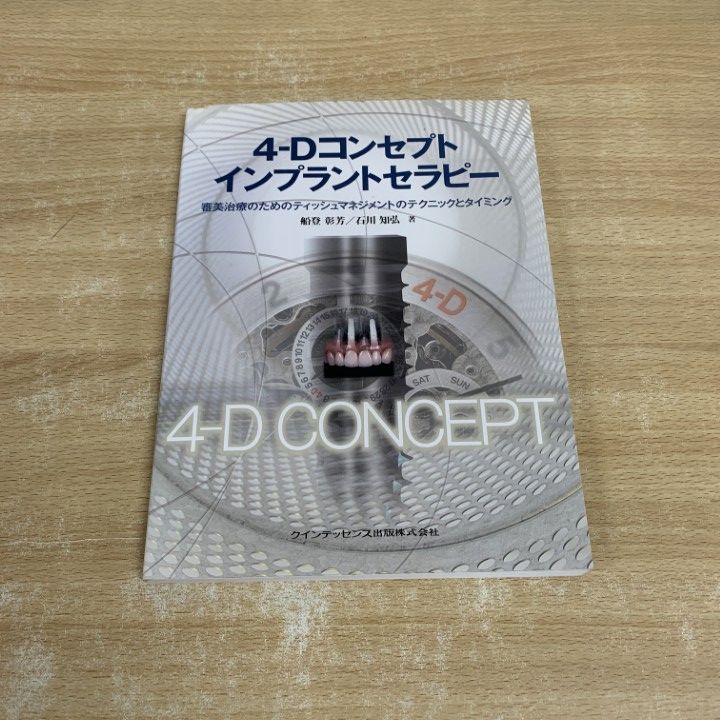 4-Dコンセプト
インプラントセラピー
審美治療のためのティッシュマネジメントのテクニックとタイミング
船登 彰芳/石川 知弘 著
2
4-D
5
SAT
SUN
4-D CONCEPT
クインテッセンス出版株式会社